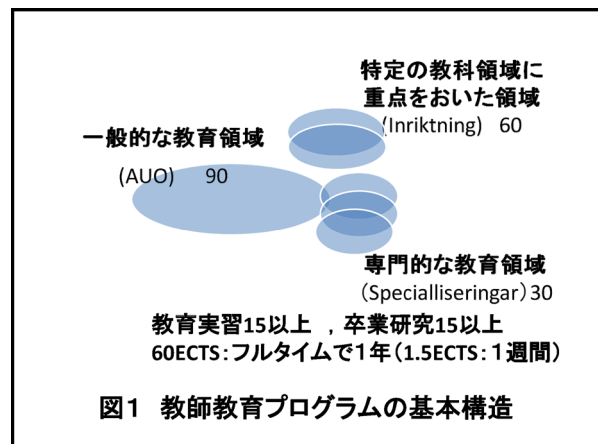 特定の教科領域に
重点をおいた領域
(Inriktning) 60
一般的な教育領域
(AUO) 90
専門的な教育領域
(Specialliseringar)30
教育実習15以上 ，卒業研究15以上
60ECTS：フルタイムで1年(1.5ECTS：1週間)
図1 教師教育プログラムの基本構造